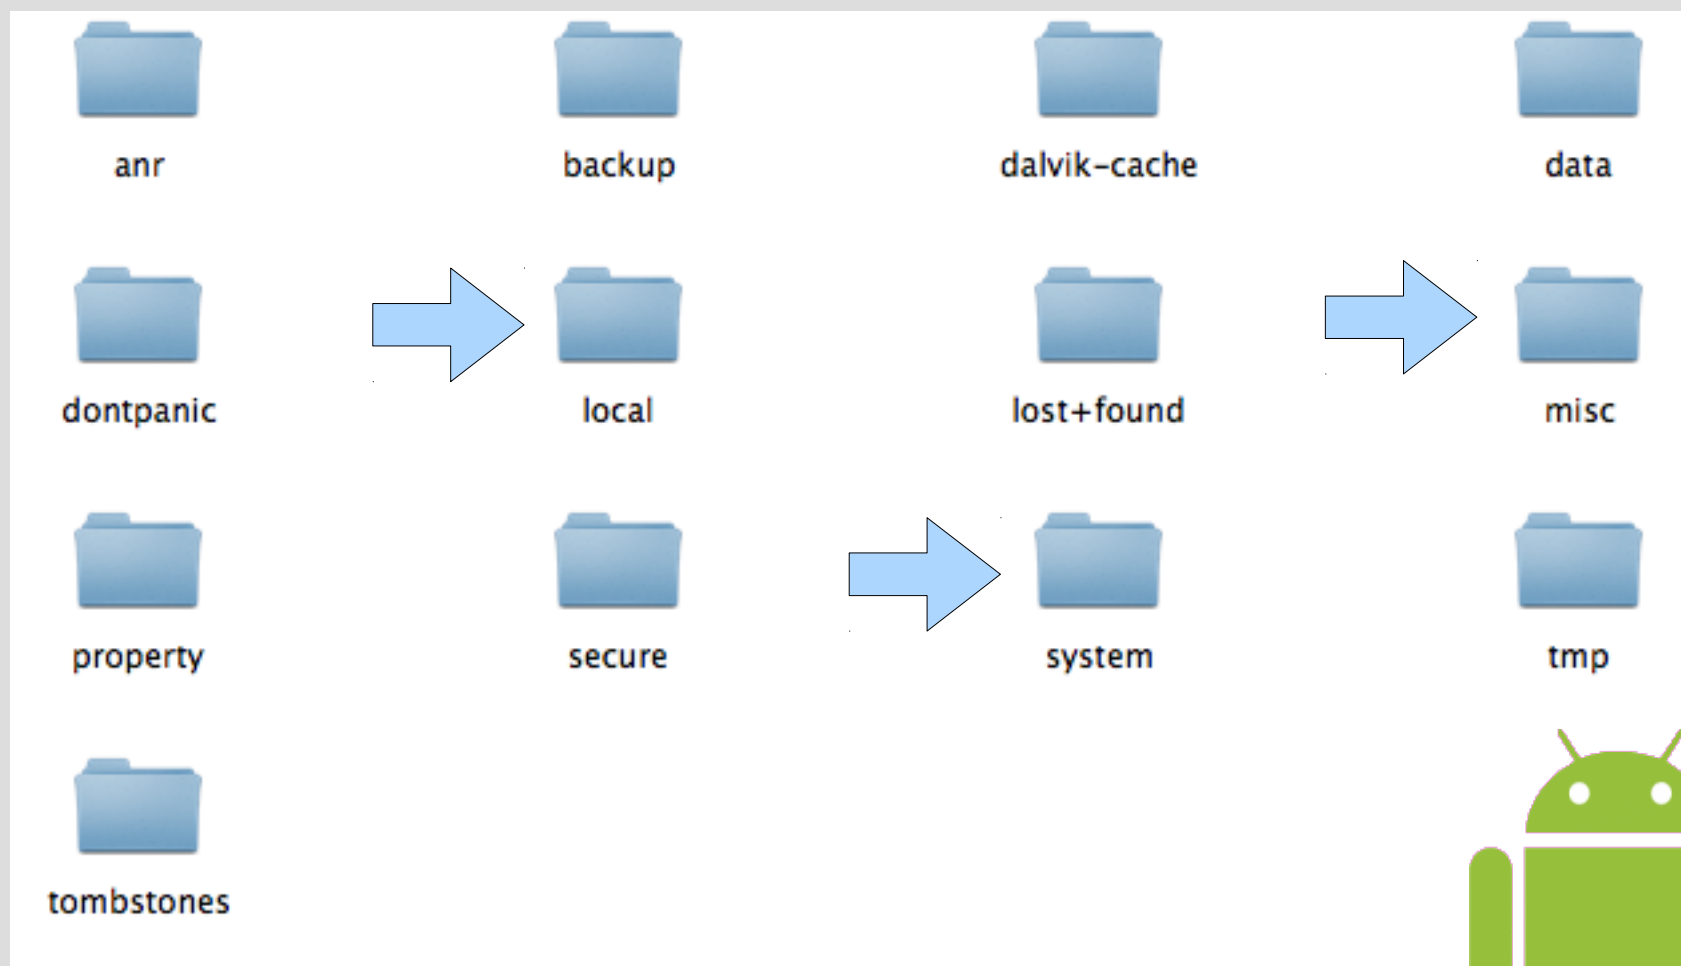 anr backup dalvik-cache data
dontpanic local lost+found misc
property secure system tmp
tombstones